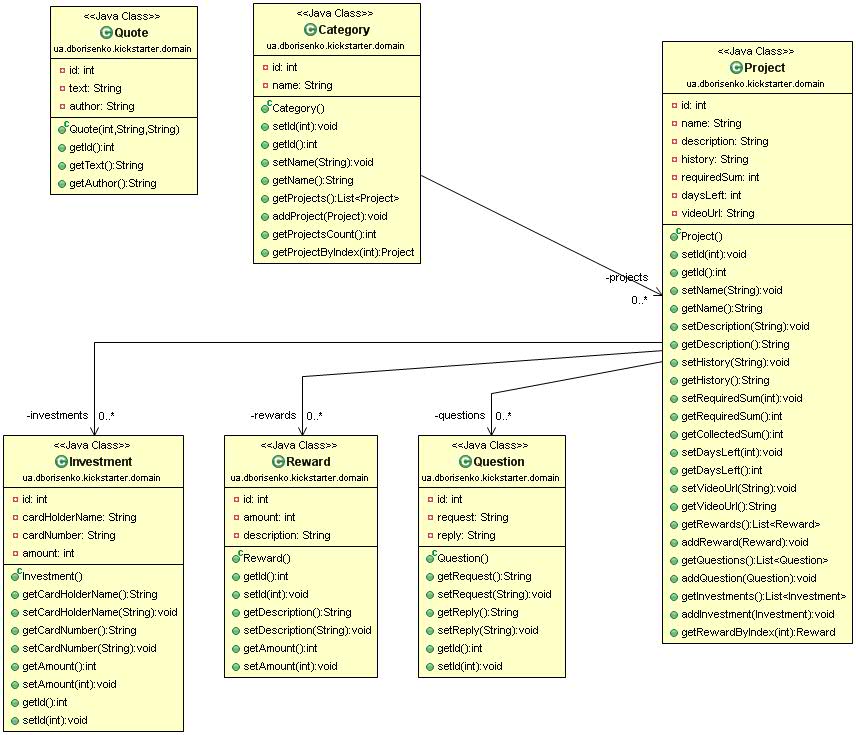 <<Java Class>>
Quote
ua.dborisenko.kickstarter.domain
id: int
text: String
author: String
Quote(int,String,String)
getId():int
getText():String
getAuthor():String
<<Java Class>>
Category
ua.dborisenko.kickstarter.domain
id: int
name: String
Category()
setId(int):void
getId():int
setName(String):void
getName():String
getProjects():List<Project>
addProject(Project):void
getProjectsCount():int
getProjectByIndex(int):Project
<<Java Class>>
Project
ua.dborisenko.kickstarter.domain
id: int
name: String
description: String
history: String
requiredSum: int
daysLeft: int
videoUrl: String
Project()
setId(int):void
getId():int
setName(String):void
getName():String
setDescription(String):void
getDescription():String
setHistory(String):void
getHistory():String
setRequiredSum(int):void
getRequiredSum():int
getCollectedSum():int
setDaysLeft(int):void
getDaysLeft():int
setVideoUrl(String):void
getVideoUrl():String
getRewards():List<Reward>
addReward(Reward):void
getQuestions():List<Question>
addQuestion(Question):void
getInvestments():List<Investment>
addInvestment(Investment):void
getRewardByIndex(int):Reward
-projects
0..*
-investments 0..*
-rewards 0..*
-questions 0..*
<<Java Class>>
Investment
ua.dborisenko.kickstarter.domain
id: int
cardHolderName: String
cardNumber: String
amount: int
Investment()
getCardHolderName():String
setCardHolderName(String):void
getCardNumber():String
setCardNumber(String):void
getAmount():int
setAmount(int):void
getId():int
setId(int):void
<<Java Class>>
Reward
ua.dborisenko.kickstarter.domain
id: int
amount: int
description: String
Reward()
getId():int
setId(int):void
getDescription():String
setDescription(String):void
getAmount():int
setAmount(int):void
<<Java Class>>
Question
ua.dborisenko.kickstarter.domain
id: int
request: String
reply: String
Question()
getRequest():String
setRequest(String):void
getReply():String
setReply(String):void
getId():int
setId(int):void